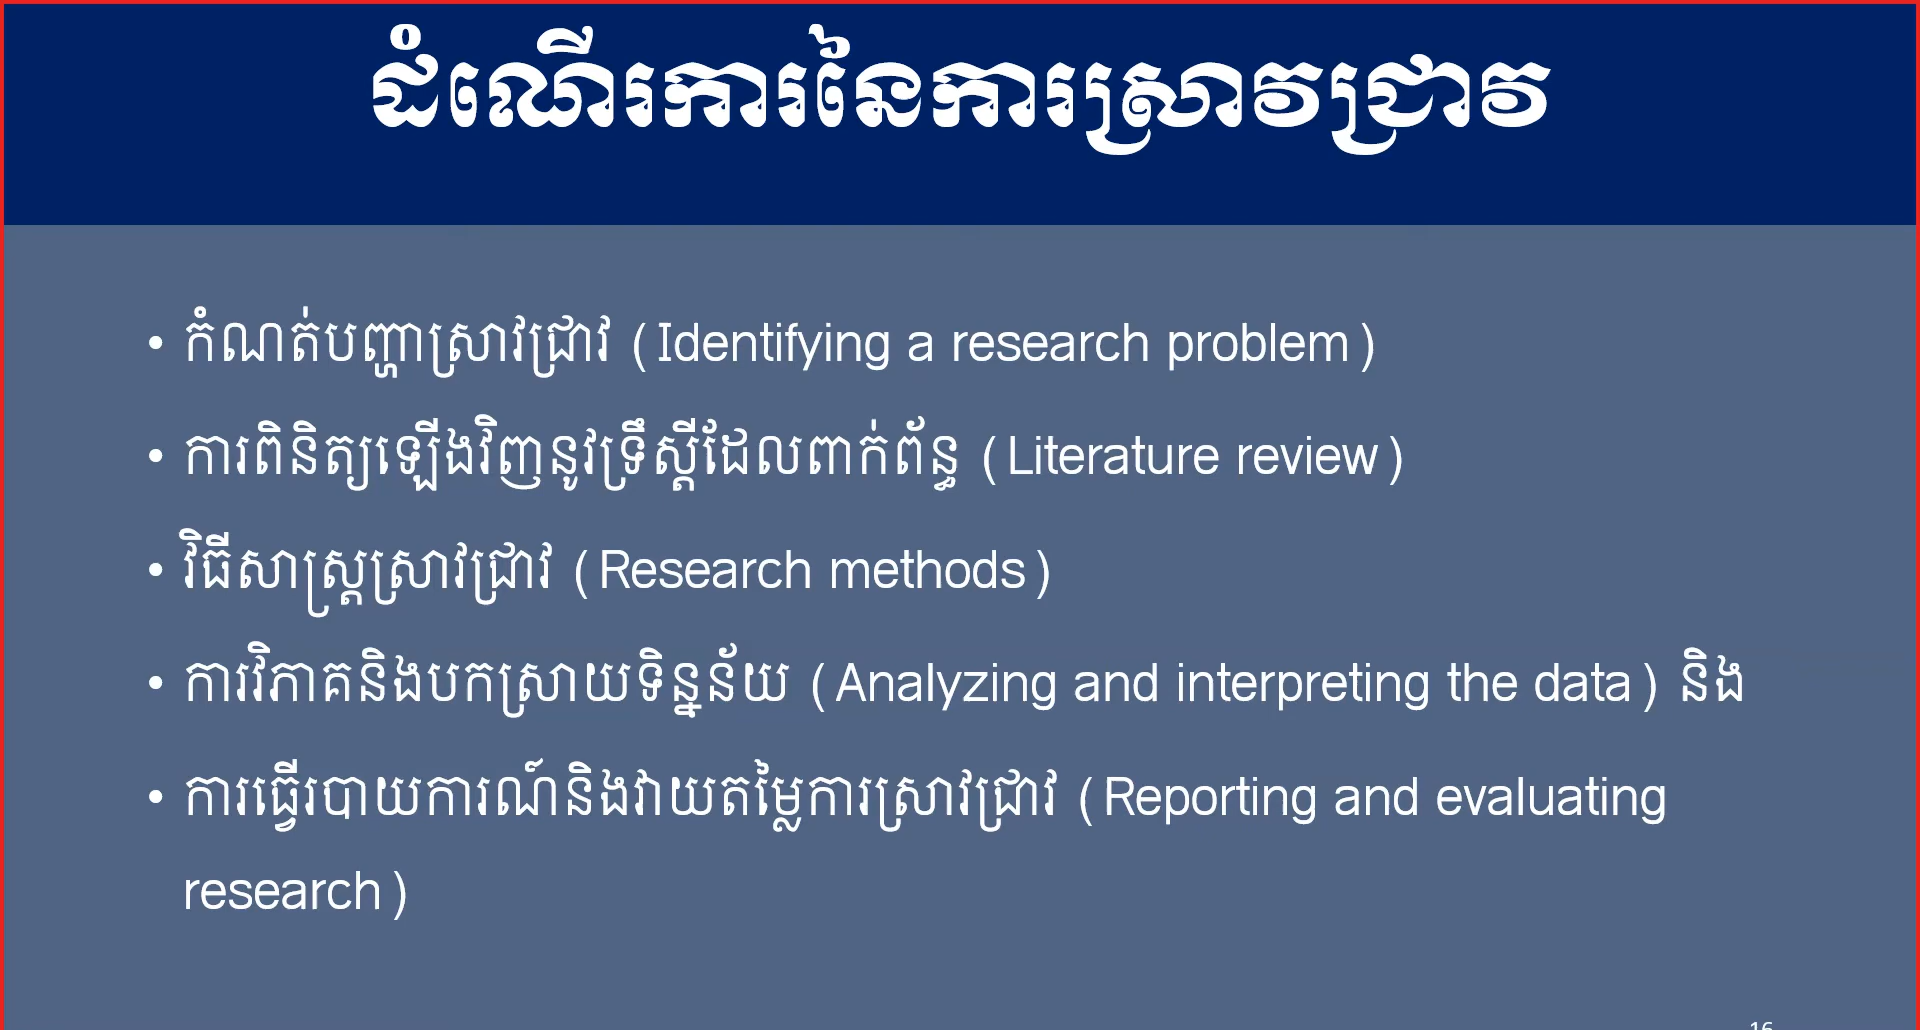 ដំណើរការនៃការស្រាវជ្រាវ
• កំណត់បញ្ហាស្រាវជ្រាវ (Identifying a research problem)
• ការពិនិត្យឡើងវិញនូវទ្រឹស្តីដែលពាក់ព័ន្ធ (Literature review)
• វិធីសាស្ត្រស្រាវជ្រាវ (Research methods)
• ការវិភាគនិងបកស្រាយទិន្នន័យ (Analyzing and interpreting the data) និង
• ការធ្វើរបាយការណ៍និងវាយតម្លៃការស្រាវជ្រាវ (Reporting and evaluating
research)
16